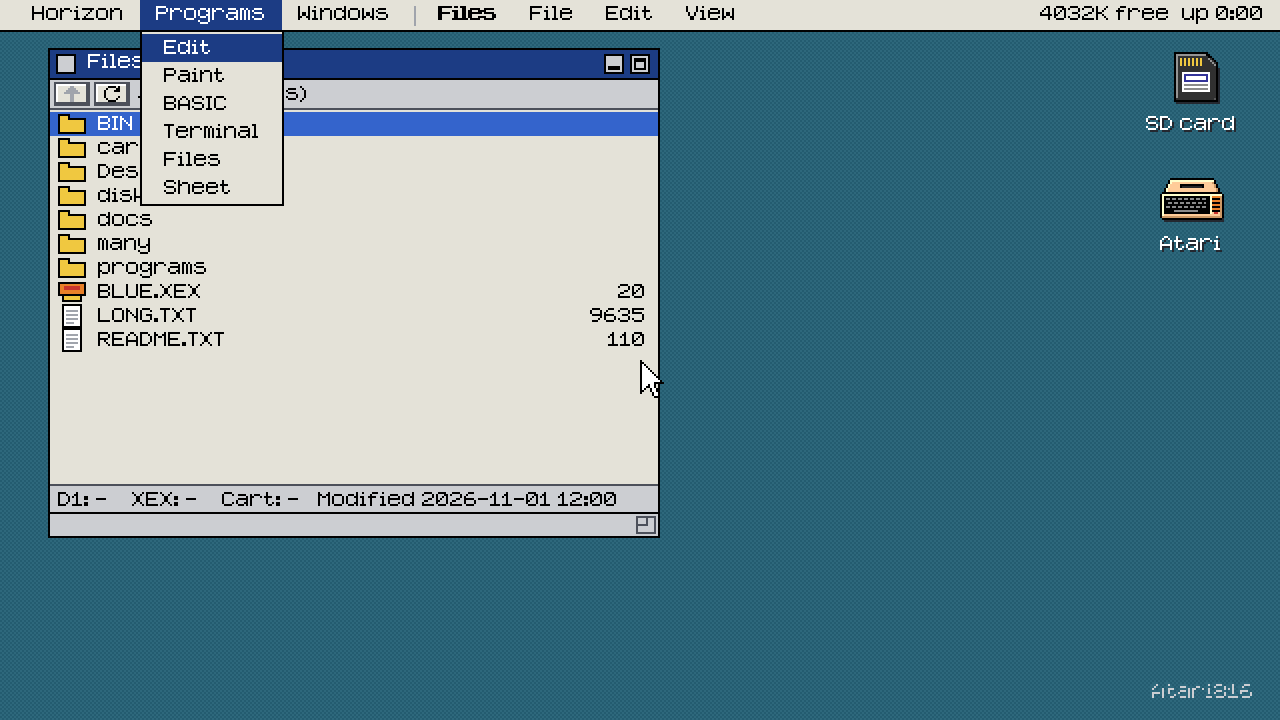 Horizon Programs Windows | Files File Edit View 4032K free up 0:00
Edit
Paint
BASIC
Terminal
Files
Sheet
Files
s)
BIN
docs
many
programs
BLUE.XEX 20
LONG.TXT 9635
README.TXT 110
D1: - XEX: - Cart: - Modified 2026-11-01 12:00
SD card
Atari
Atari816